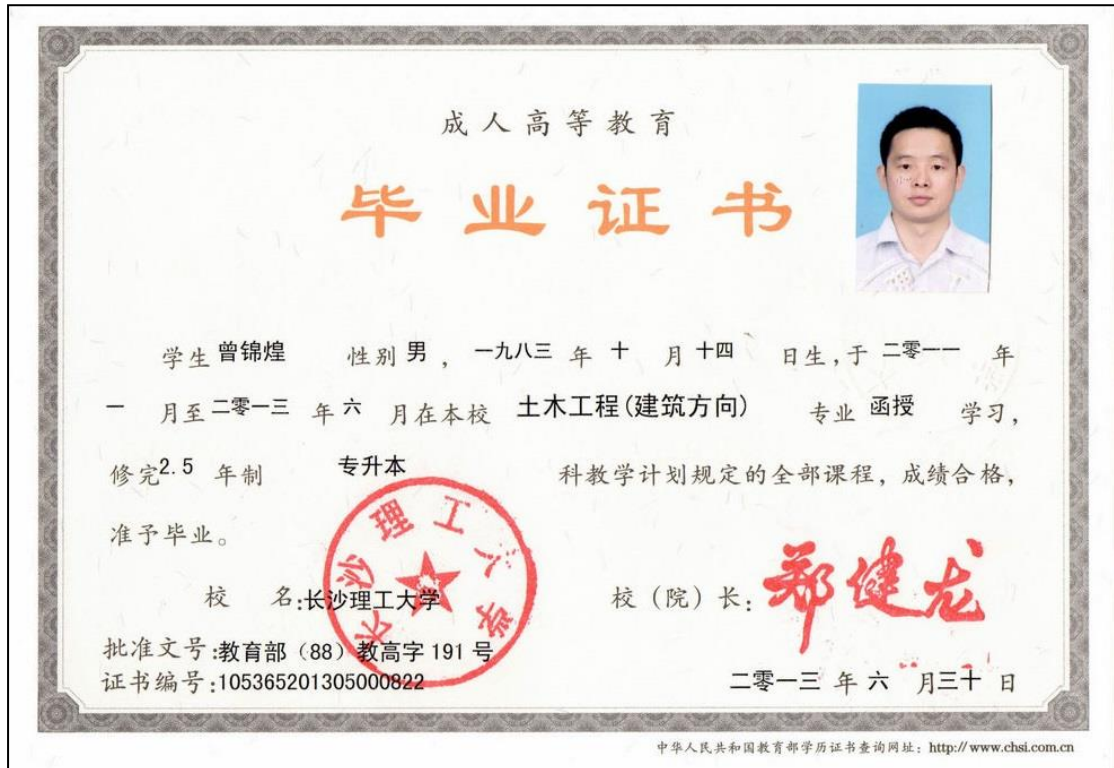 成人高等教育
毕业证书
学生 曾锦煌 性别 男 , 一九八三 年 十 月 十四 日生,于 二零一一 年
一 月至 二零一三 年 六 月在本校 土木工程(建筑方向) 专业 函授 学习,
修完2.5 年制 专升本 科教学计划规定的全部课程,成绩合格,
准予毕业。
长沙理工大学
校 名:长沙理工大学 校(院)长: 郑健龙
批准文号:教育部(88)教高字 191 号
证书编号:105365201305000822 二零一三 年 六 月三十 日
中华人民共和国教育部学历证书查询网址: http://www.chsi.com.cn